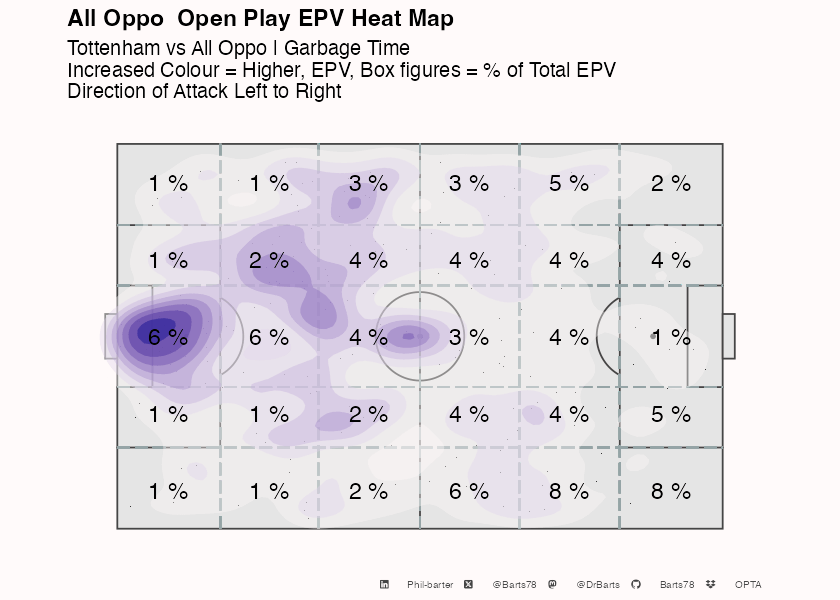 All Oppo  Open Play EPV Heat Map
Tottenham vs All Oppo | Garbage Time
Increased Colour = Higher, EPV, Box figures = % of Total EPV
Direction of Attack Left to Right
1 % 1 % 3 % 3 % 5 % 2 %
1 % 2 % 4 % 4 % 4 % 4 %
6 % 6 % 4 % 3 % 4 % 1 %
1 % 1 % 2 % 4 % 4 % 5 %
1 % 1 % 2 % 6 % 8 % 8 %
Phil-barter @Barts78 @DrBarts Barts78 OPTA